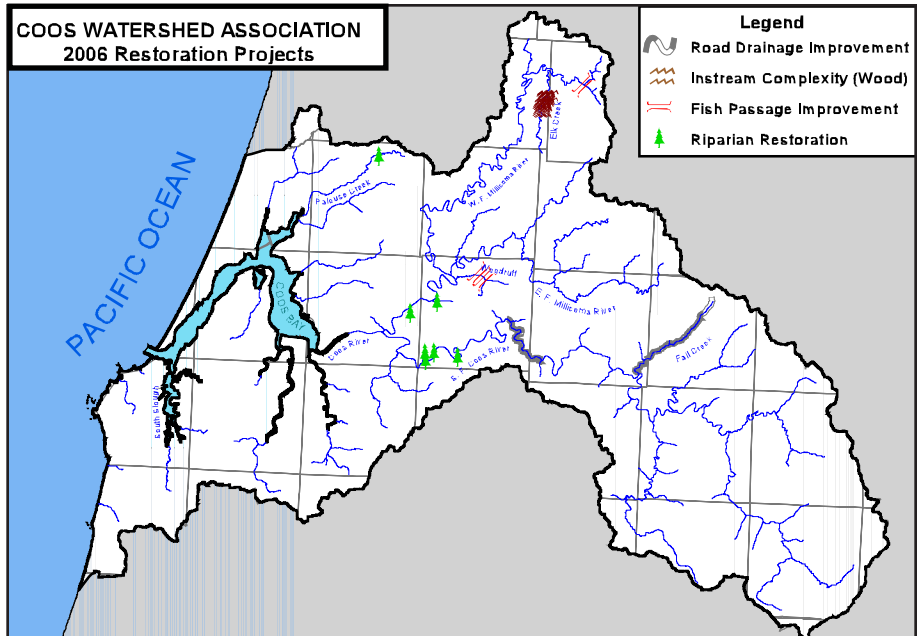 COOS WATERSHED ASSOCIATION
2006 Restoration Projects
Legend
Road Drainage Improvement
Instream Complexity (Wood)
Fish Passage Improvement
Riparian Restoration
PACIFIC OCEAN
Elk Creek
W. F. Millicoma River
Palouse Creek
Woodruff
E. F. Millicoma River
COOS BAY
Coos River
Coos River
Fall Creek
South Slough